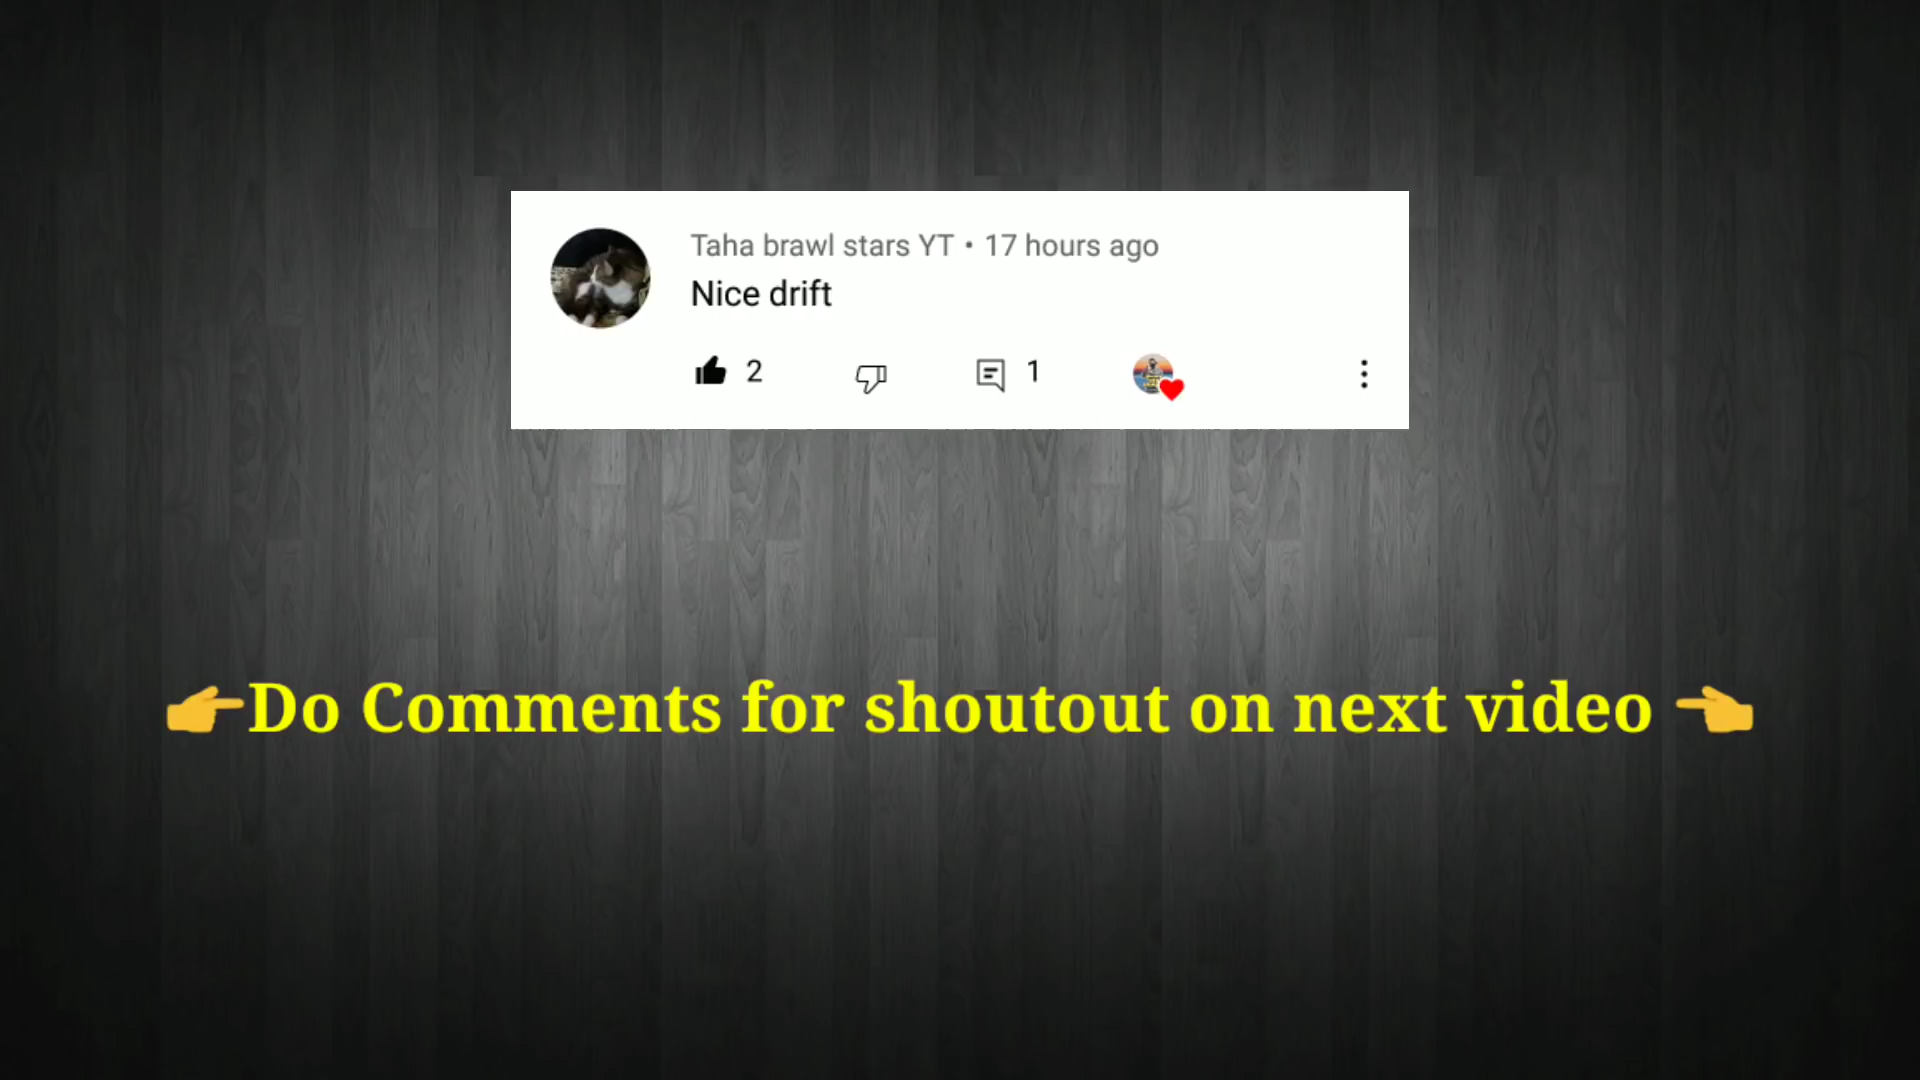 Taha brawl stars YT • 17 hours ago
Nice drift
2 1
👉Do Comments for shoutout on next video 👈